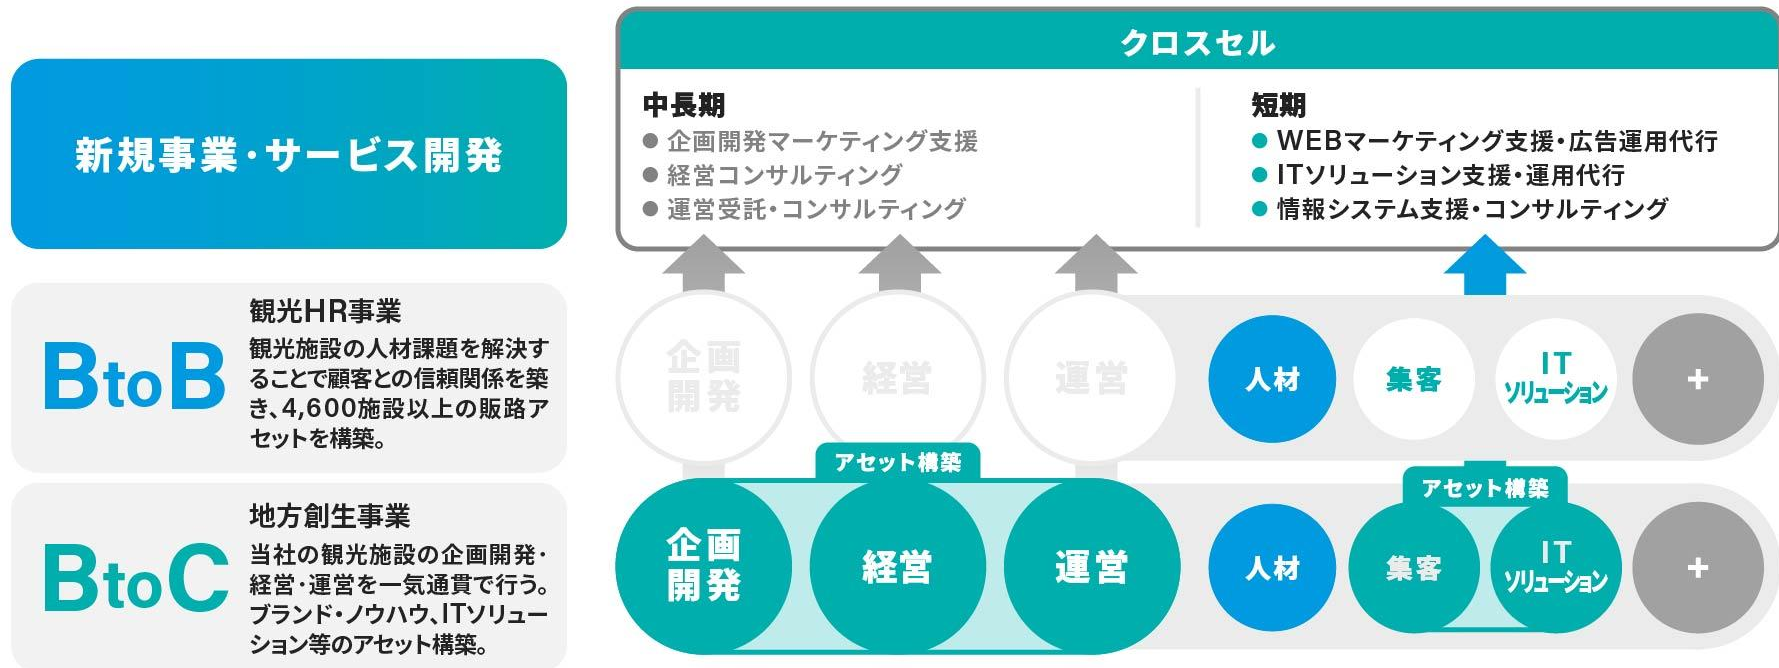 新規事業・サービス開発
クロスセル
中長期
● 企画開発マーケティング支援
● 経営コンサルティング
● 運営受託・コンサルティング
短期
● WEBマーケティング支援・広告運用代行
● ITソリューション支援・運用代行
● 情報システム支援・コンサルティング
BtoB
観光HR事業
観光施設の人材課題を解決す
ることで顧客との信頼関係を築
き、4,600施設以上の販路ア
セットを構築。
企画
開発
経営
運営
人材
集客
IT
ソリューション
+
BtoC
地方創生事業
当社の観光施設の企画開発・
経営・運営を一気通貫で行う。
ブランド・ノウハウ、ITソリュー
ション等のアセット構築。
アセット構築
企画
開発
経営
運営
人材
アセット構築
集客
IT
ソリューション
+